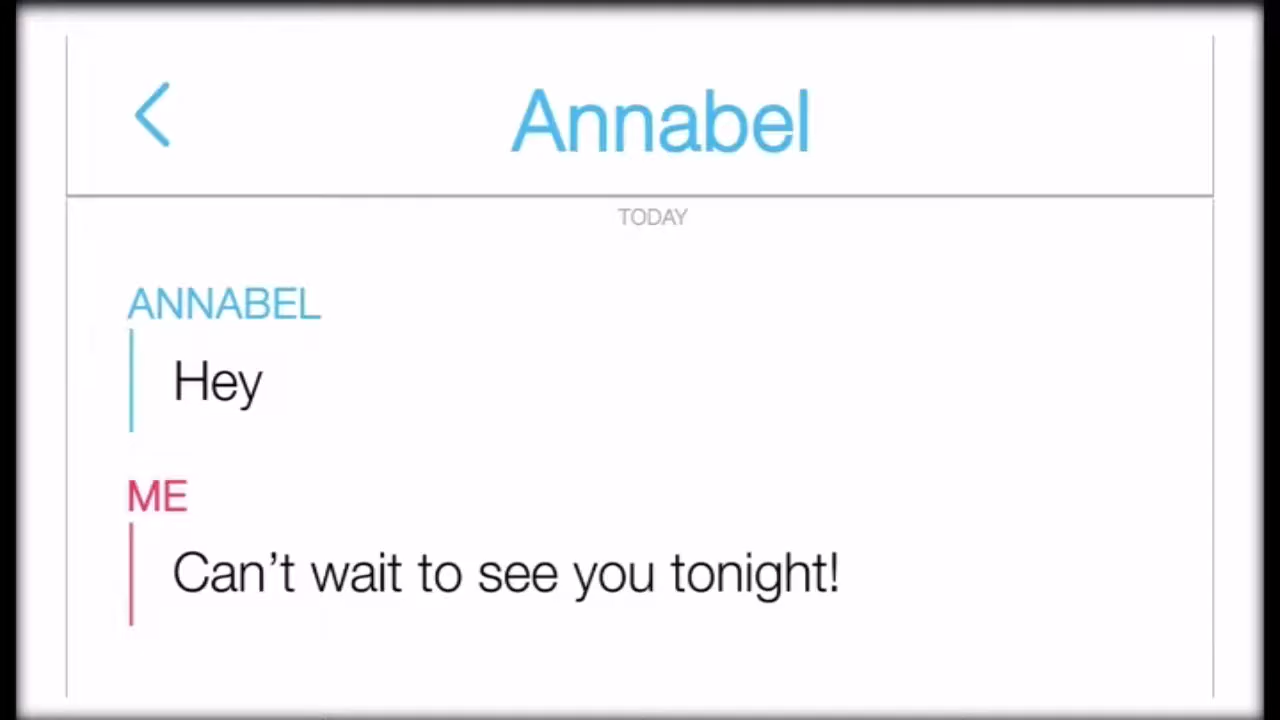 Annabel
TODAY
ANNABEL
Hey
ME
Can’t wait to see you tonight!